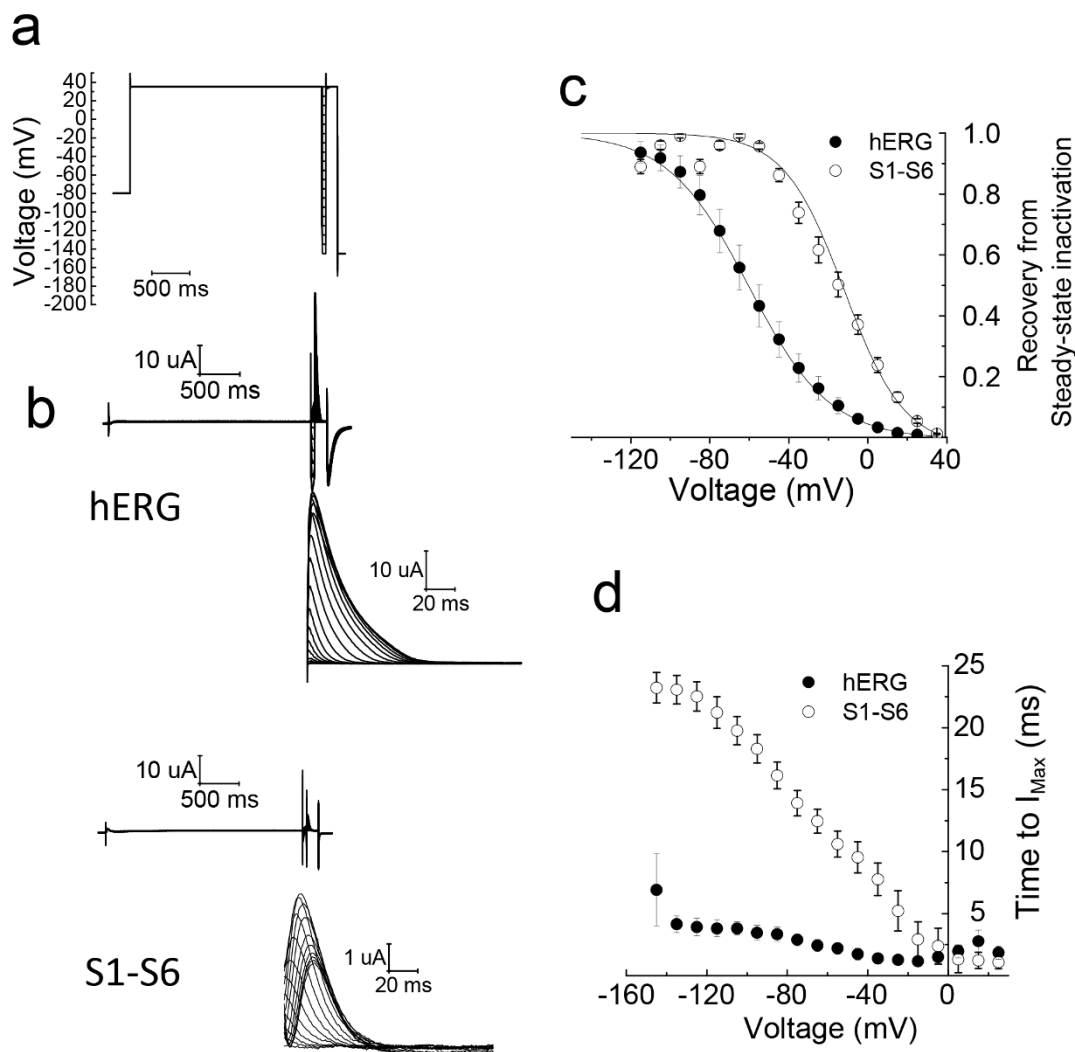 a
40
20
0
-20
-40
-60
-80
-100
-120
-140
-160
-180
-200
Voltage (mV)
500 ms
b
10 uA
500 ms
hERG
10 uA
20 ms
10 uA
500 ms
S1-S6
1 uA
20 ms
c
hERG
S1-S6
1.0
0.8
0.6
0.4
0.2
Recovery from
Steady-state inactivation
-120 -80 -40 0 40
Voltage (mV)
d
hERG
S1-S6
25
20
15
10
5
Time to IMax (ms)
-160 -120 -80 -40 0
Voltage (mV)